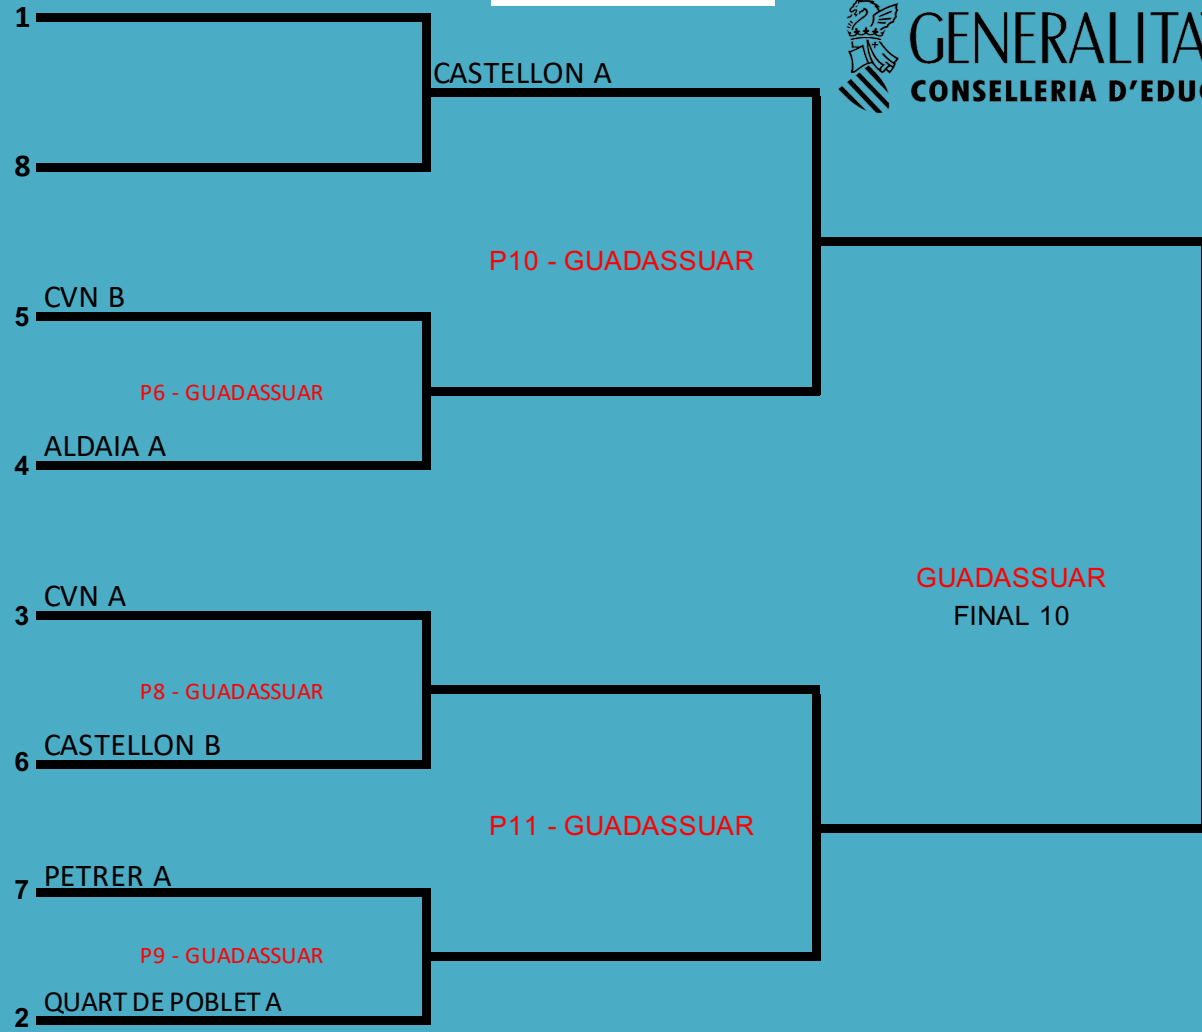 1
GENERALITA
CASTELLON A
CONSELLERIA D'EDUC
8
P10 - GUADASSUAR
CVN B
5
P6 - GUADASSUAR
ALDAIA A
4
CVN A
3
GUADASSUAR
FINAL 10
P8 - GUADASSUAR
CASTELLON B
6
P11 - GUADASSUAR
PETRER A
7
P9 - GUADASSUAR
QUART DE POBLET A
2